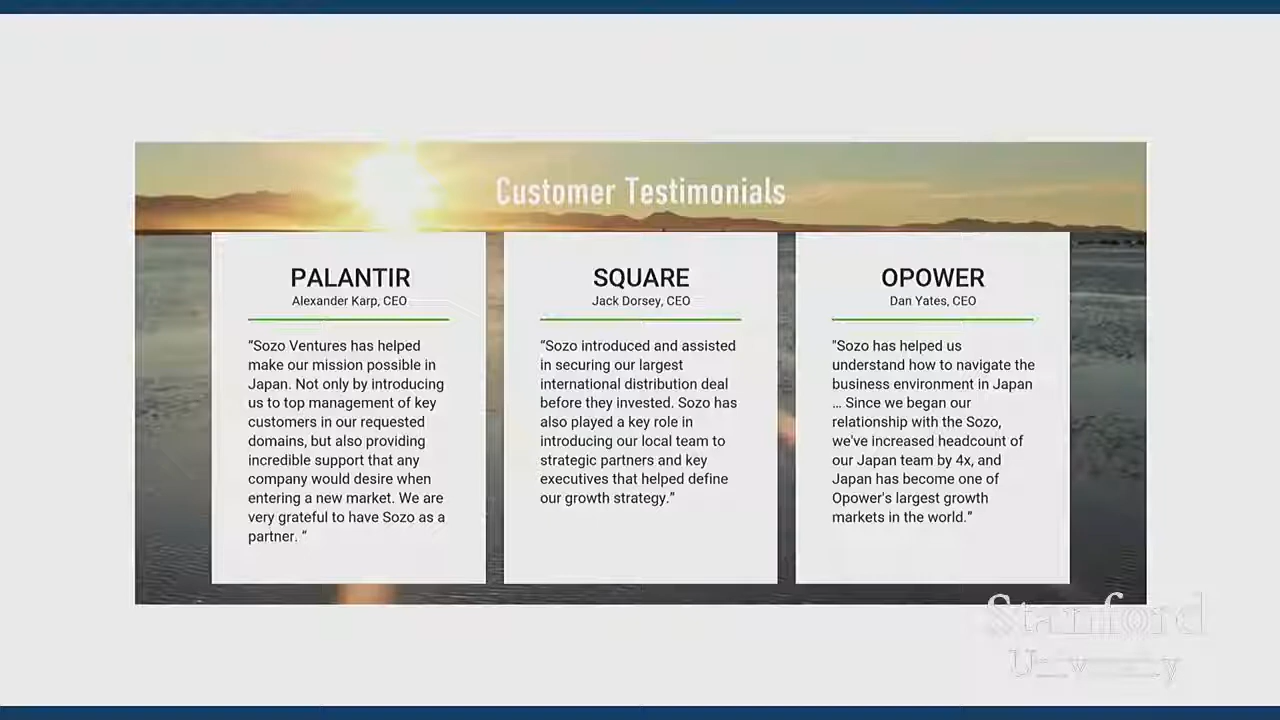 Customer Testimonials
PALANTIR
Alexander Karp, CEO
“Sozo Ventures has helped
make our mission possible in
Japan. Not only by introducing
us to top management of key
customers in our requested
domains, but also providing
incredible support that any
company would desire when
entering a new market. We are
very grateful to have Sozo as a
partner. “
SQUARE
Jack Dorsey, CEO
“Sozo introduced and assisted
in securing our largest
international distribution deal
before they invested. Sozo has
also played a key role in
introducing our local team to
strategic partners and key
executives that helped define
our growth strategy.”
OPOWER
Dan Yates, CEO
"Sozo has helped us
understand how to navigate the
business environment in Japan
… Since we began our
relationship with the Sozo,
we've increased headcount of
our Japan team by 4x, and
Japan has become one of
Opower's largest growth
markets in the world.”
Stanford
University